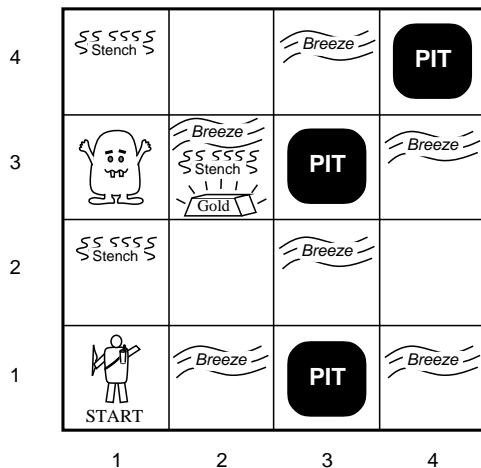 4
Stench
Breeze
PIT
3
Breeze
Stench
Gold
PIT
Breeze
2
Stench
Breeze
1
START
Breeze
PIT
Breeze
1 2 3 4